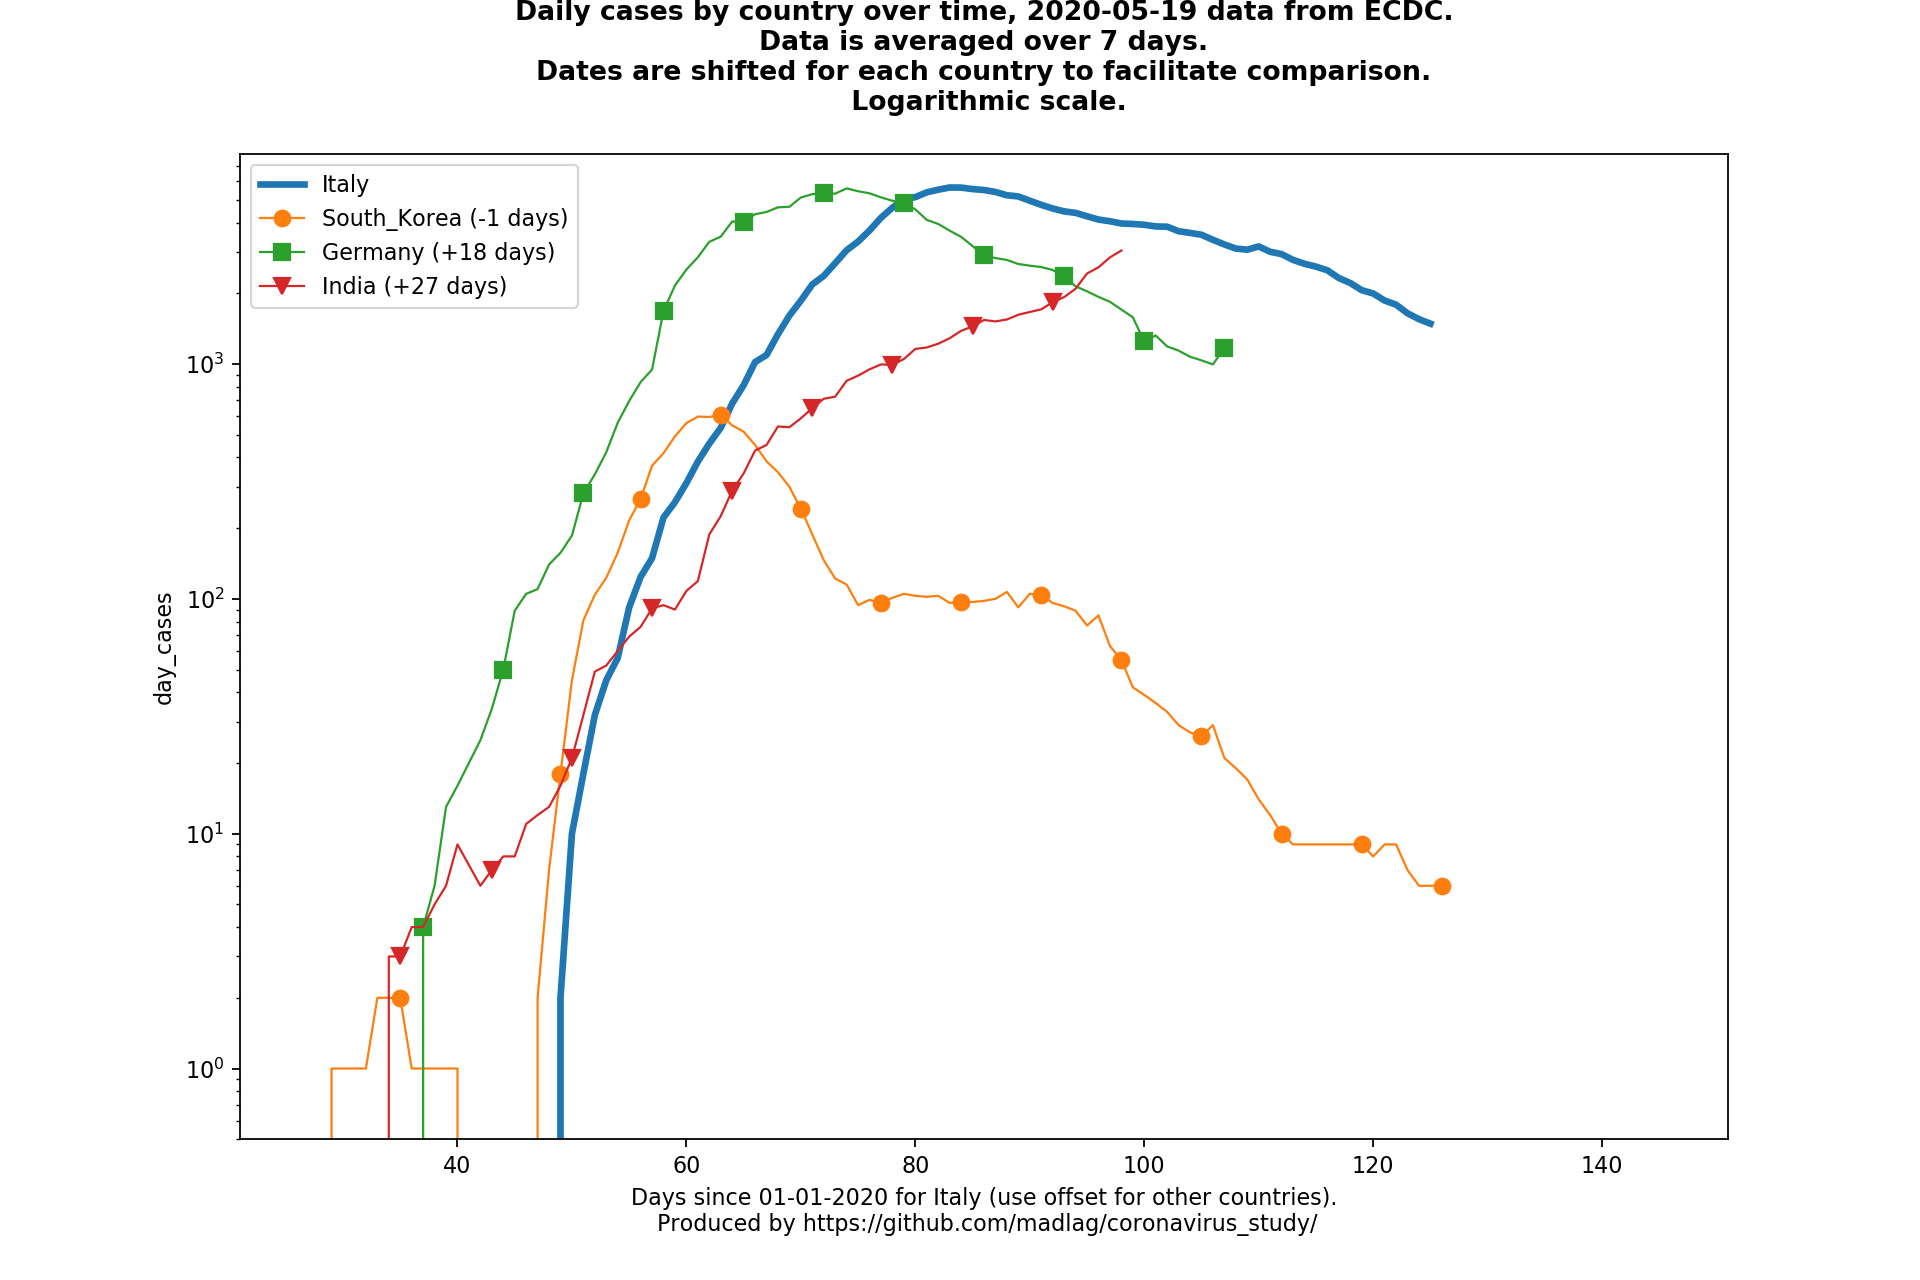 Daily cases by country over time, 2020-05-19 data from ECDC.
Data is averaged over 7 days.
Dates are shifted for each country to facilitate comparison.
Logarithmic scale.
Italy
South_Korea (-1 days)
Germany (+18 days)
India (+27 days)
10³
10²
10¹
10⁰
day_cases
40 60 80 100 120 140
Days since 01-01-2020 for Italy (use offset for other countries).
Produced by https://github.com/madlag/coronavirus_study/